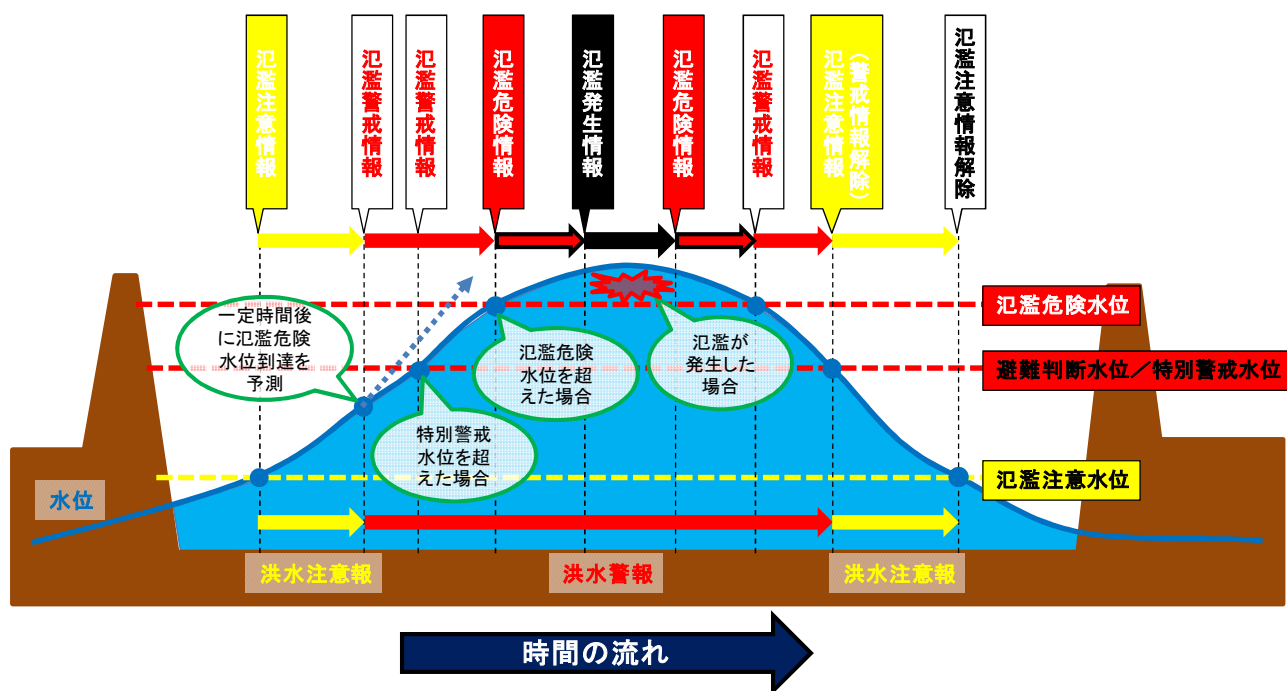 氾濫注意情報
氾濫警戒情報
氾濫警戒情報
氾濫危険情報
氾濫発生情報
氾濫危険情報
氾濫警戒情報
(警戒情報解除)
氾濫注意情報
氾濫注意情報解除
一定時間後
に氾濫危険
水位到達を
予測
氾濫危険
水位を超
えた場合
氾濫が
発生した
場合
特別警戒
水位を超
えた場合
氾濫危険水位
避難判断水位／特別警戒水位
氾濫注意水位
水位
洪水注意報
洪水警報
洪水注意報
時間の流れ